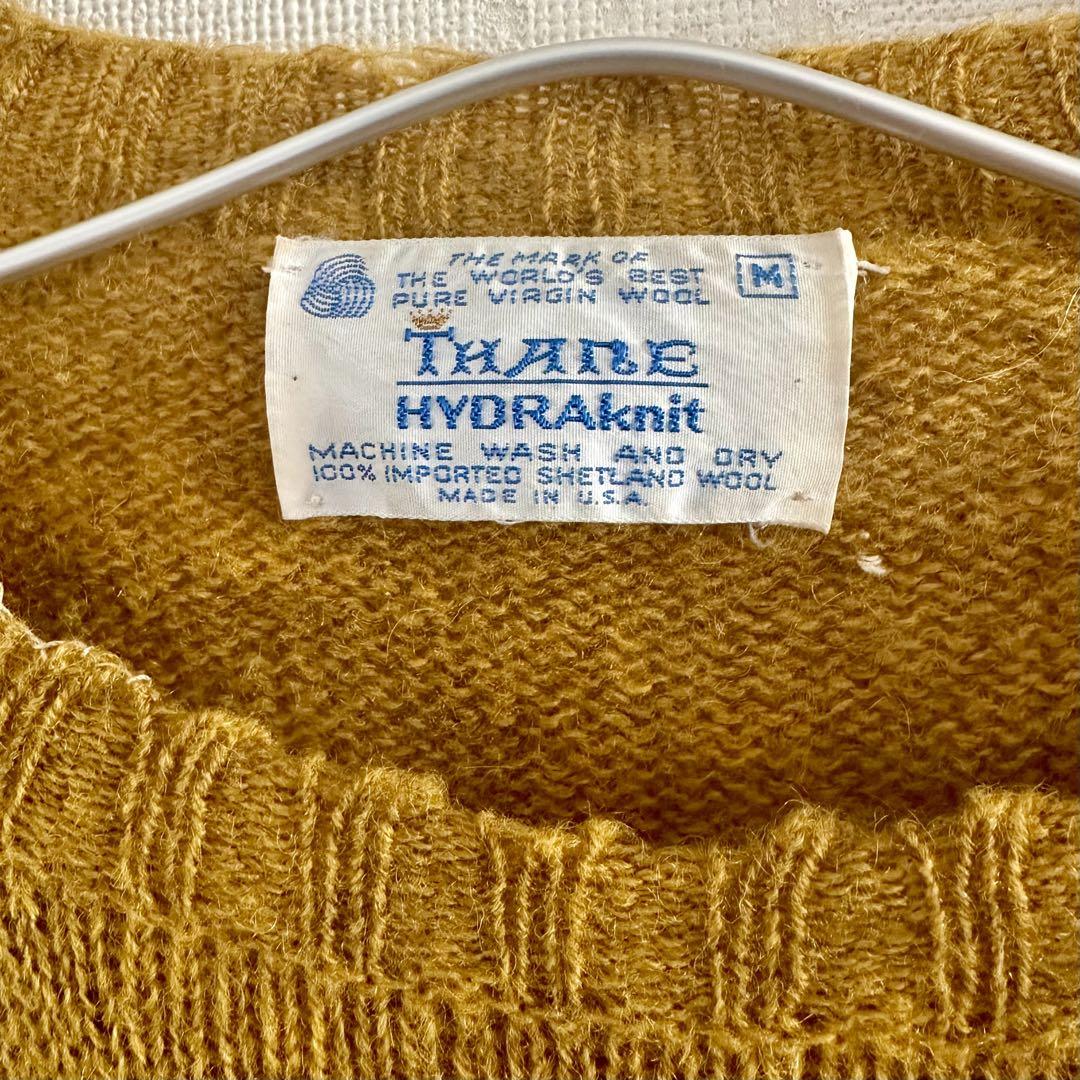 THE MARK OF
THE WORLD'S BEST
PURE VIRGIN WOOL
M
THANE
HYDRAknit
MACHINE WASH AND DRY
100% IMPORTED SHETLAND WOOL
MADE IN U.S.A.